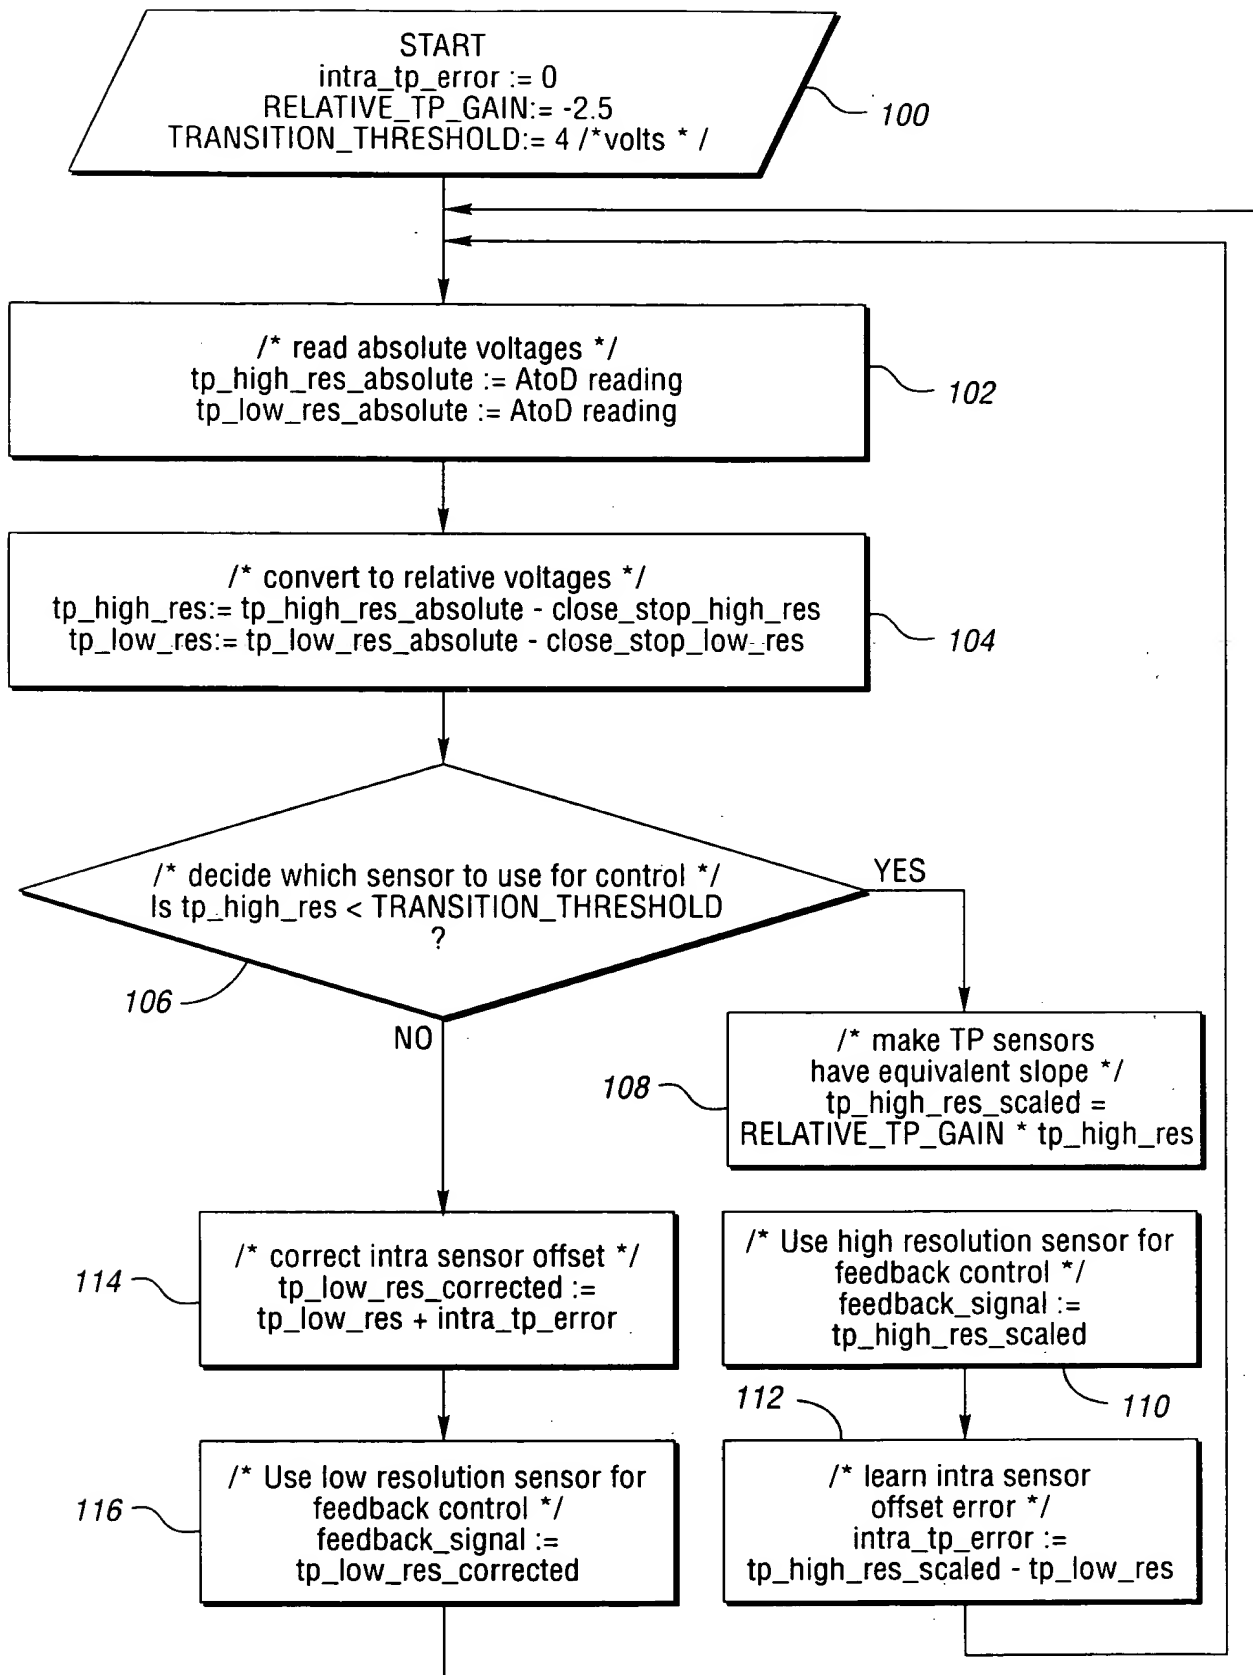 START
intra_tp_error := 0
RELATIVE_TP_GAIN:= -2.5
TRANSITION_THRESHOLD:= 4 /*volts * /
100
/* read absolute voltages */
tp_high_res_absolute := AtoD reading
tp_low_res_absolute := AtoD reading
102
/* convert to relative voltages */
tp_high_res:= tp_high_res_absolute - close_stop_high_res
tp_low_res:= tp_low_res_absolute - close_stop_low_res
104
/* decide which sensor to use for control */
Is tp_high_res < TRANSITION_THRESHOLD
?
YES
106
NO
/* make TP sensors
have equivalent slope */
tp_high_res_scaled =
RELATIVE_TP_GAIN * tp_high_res
108
/* correct intra sensor offset */
tp_low_res_corrected :=
tp_low_res + intra_tp_error
114
/* Use high resolution sensor for
feedback control */
feedback_signal :=
tp_high_res_scaled
110
112
/* Use low resolution sensor for
feedback control */
feedback_signal :=
tp_low_res_corrected
116
/* learn intra sensor
offset error */
intra_tp_error :=
tp_high_res_scaled - tp_low_res